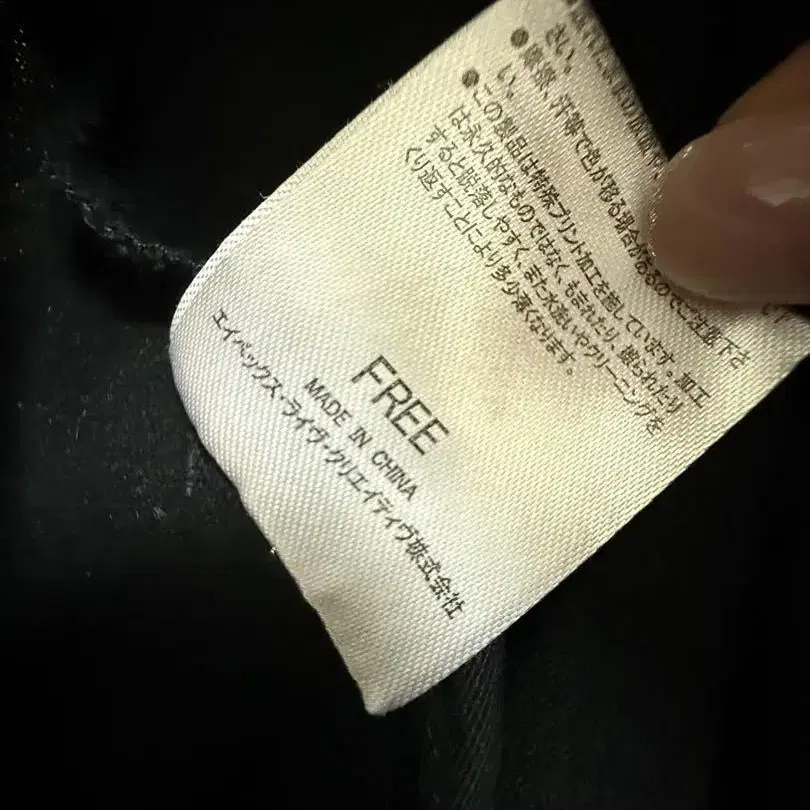 さい。
● 摩擦、汗等で色が移る場合があるのでご注意下さ
い。
● この製品は特殊プリント加工を施しています。加工
は永久的なものではなく、もまれたり、擦られたり
すると脱落しやすく、また水洗いやクリーニングを
くり返すことにより多少薄くなります。
FREE
MADE IN CHINA
エイベックス・ライヴ・クリエイティヴ株式会社